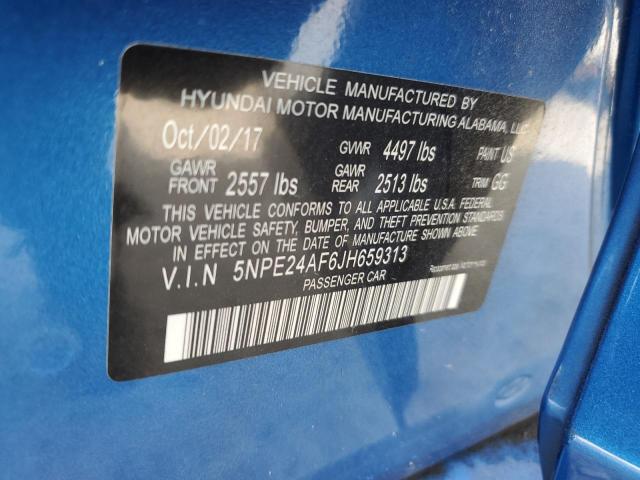 VEHICLE MANUFACTURED BY
HYUNDAI MOTOR MANUFACTURING ALABAMA, LLC.
Oct/02/17 GVWR 4497 lbs PAINT US
GAWR FRONT 2557 lbs GAWR REAR 2513 lbs TRIM GG
THIS VEHICLE CONFORMS TO ALL APPLICABLE U.S.A. FEDERAL
MOTOR VEHICLE SAFETY, BUMPER, AND THEFT PREVENTION STANDARDS
IN EFFECT ON THE DATE OF MANUFACTURE SHOWN ABOVE.
V.I.N 5NPE24AF6JH659313
PASSENGER CAR